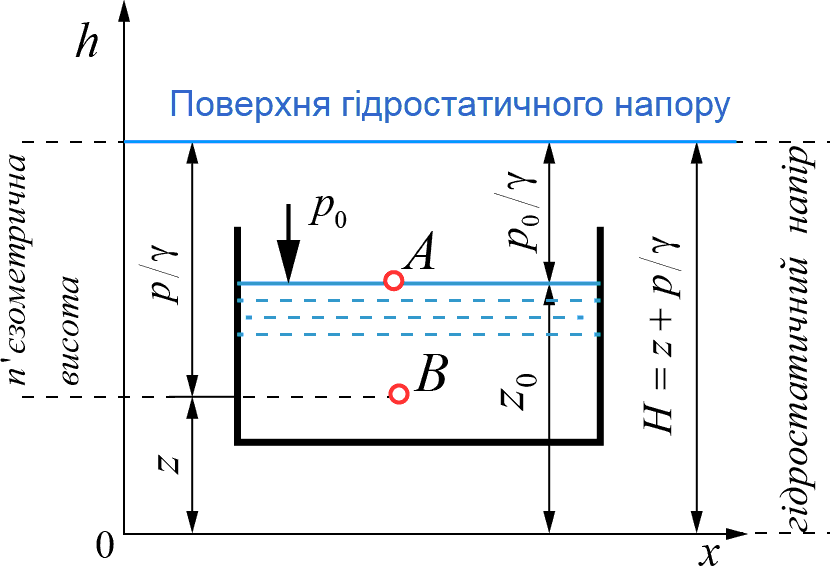 h
Поверхня гідростатичного напору
п'єзометрична
висота
p/γ
p₀
A
p₀/γ
B
z₀
H = z + p/γ
гідростатичний напір
z
0
x